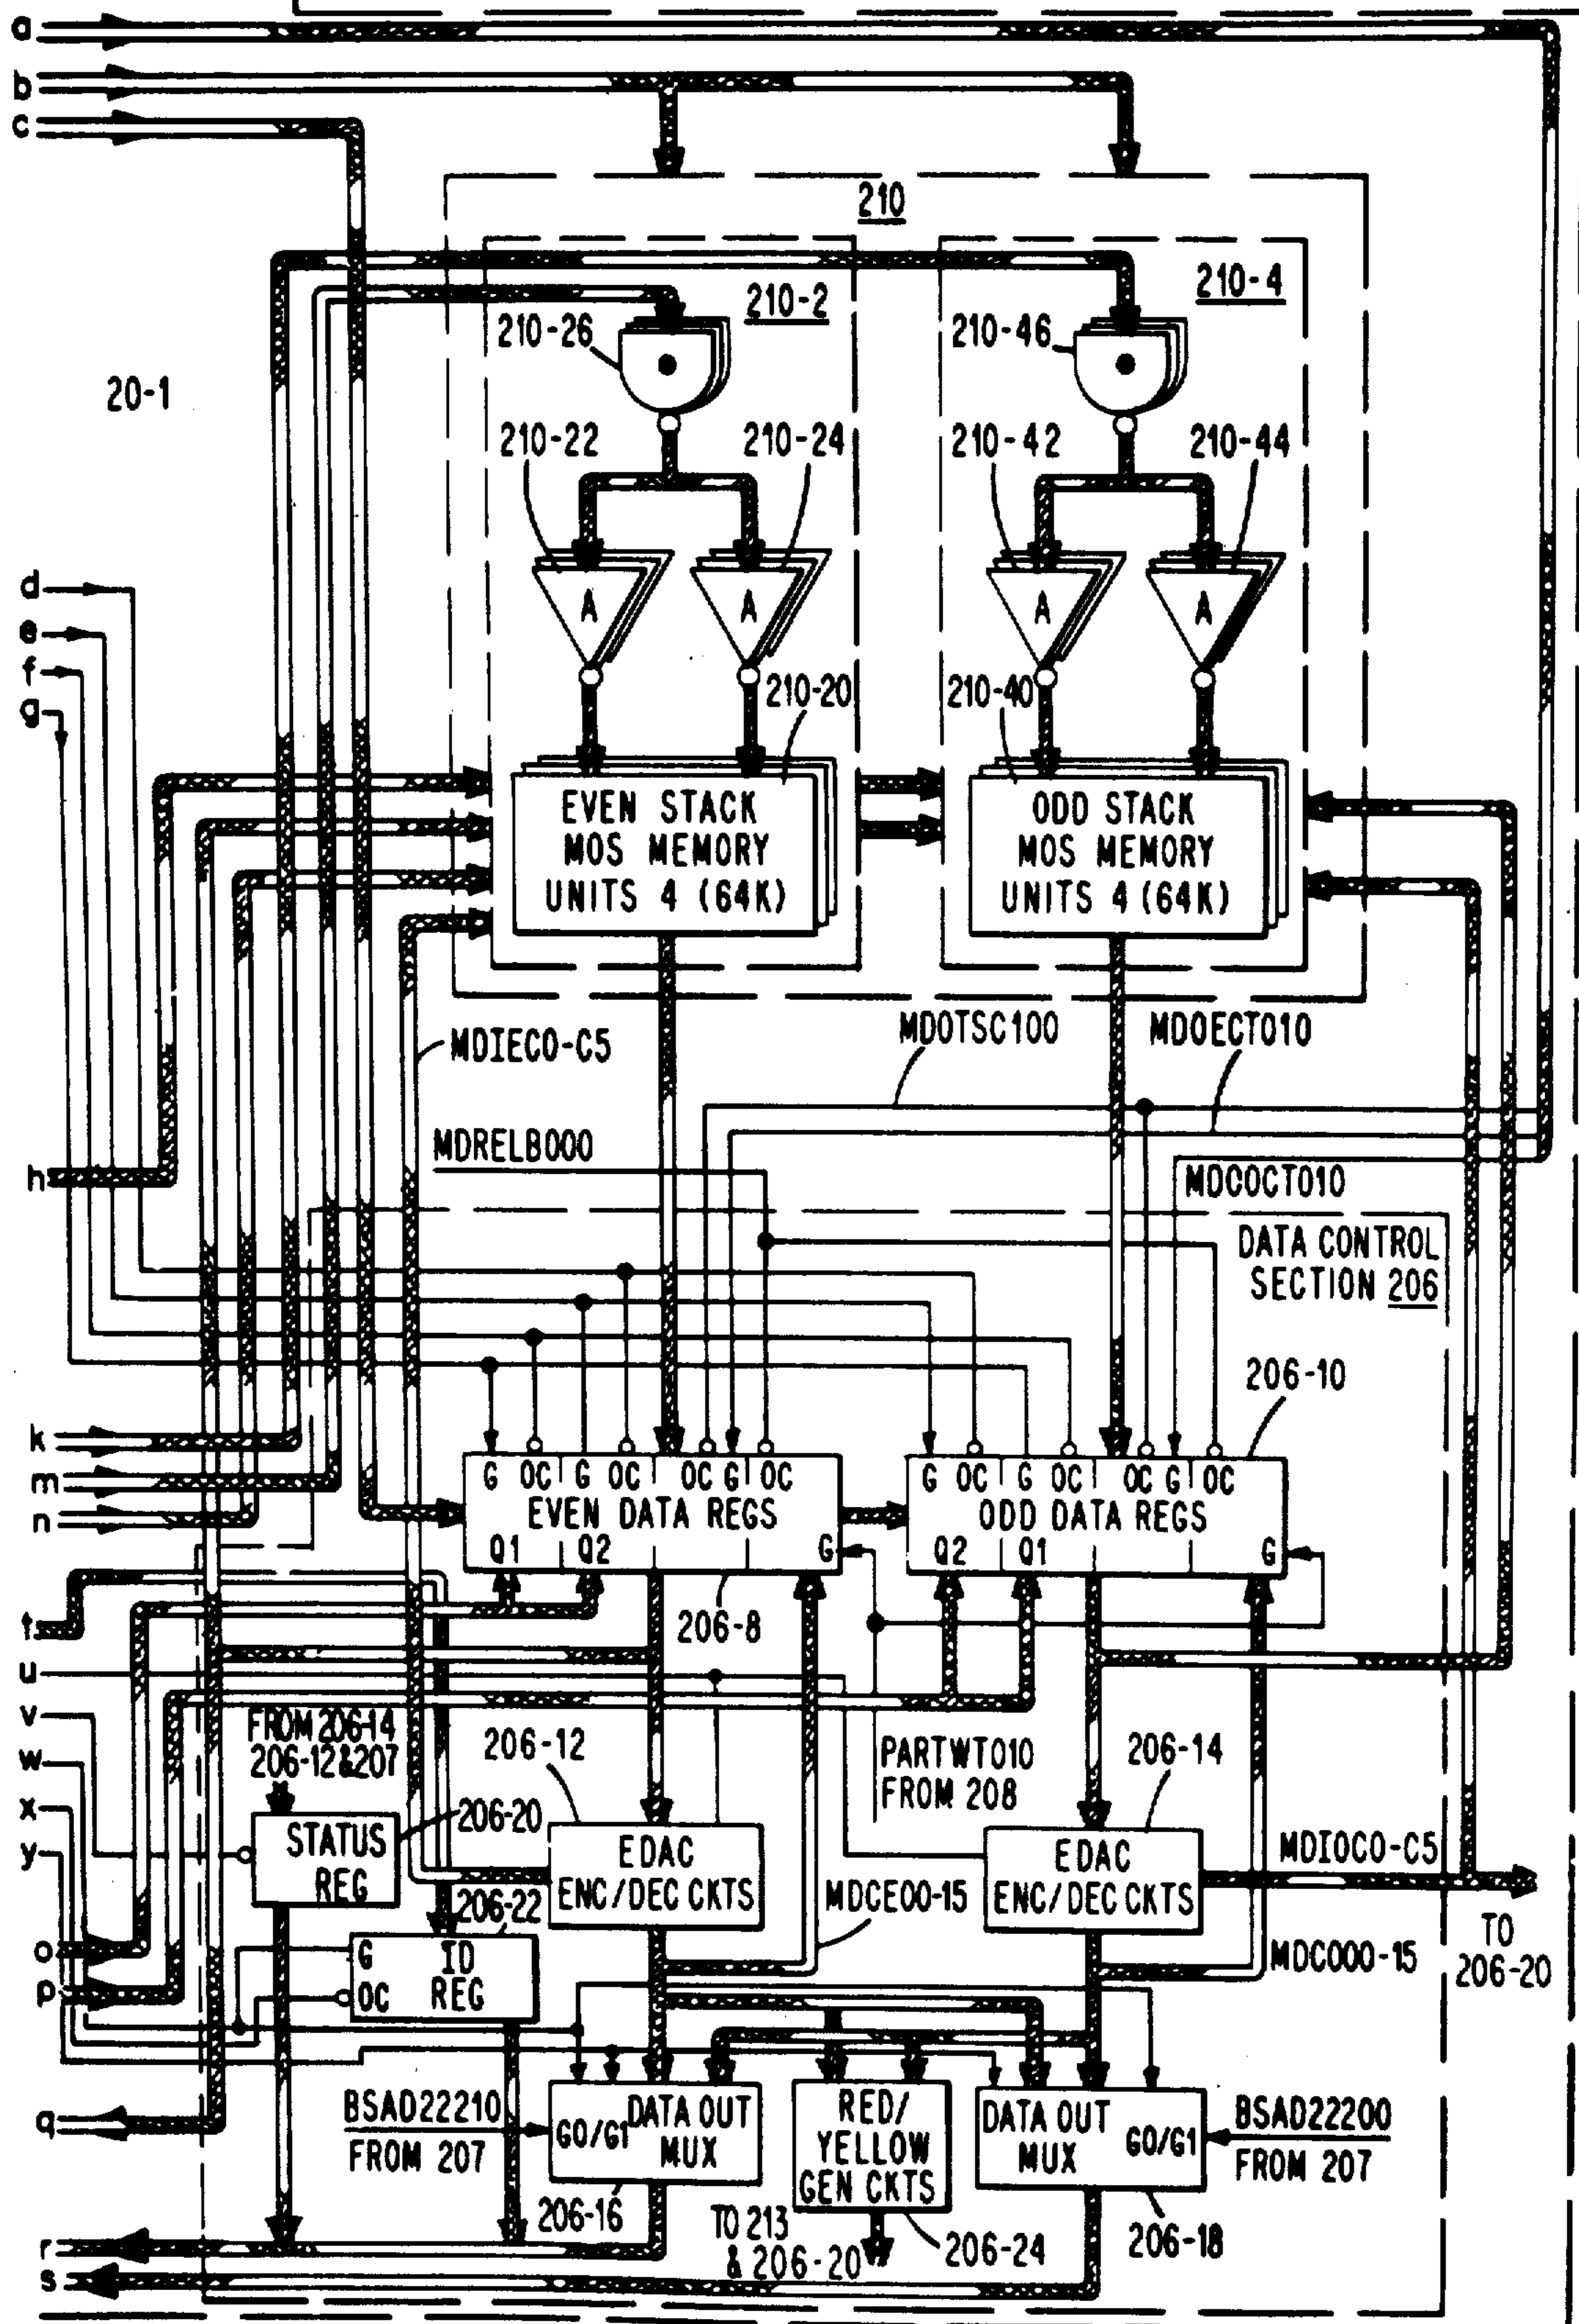 a
b
c
210
210-2
210-4
210-26
210-46
20-1
210-22
210-24
210-42
210-44
d
e
f
g
A
A
A
A
210-20
210-40
EVEN STACK
MOS MEMORY
UNITS 4 (64K)
ODD STACK
MOS MEMORY
UNITS 4 (64K)
MDIEC0-C5
MDOTSC100
MDOECT010
MDRELB000
h
MDOOCT010
DATA CONTROL
SECTION 206
206-10
k
m
n
G OC G OC OC G OC
EVEN DATA REGS
Q1 Q2 G
G OC G OC OC G OC
ODD DATA REGS
Q2 Q1 G
t
206-8
u
v
FROM 206-14
206-12 & 207
w
206-12
PARTWT010
FROM 208
206-14
x
206-20
STATUS
REG
y
EDAC
ENC/DEC CKTS
EDAC
ENC/DEC CKTS
MDIOC0-C5
206-22
MDCE00-15
TO
206-20
o
G
ID
REG
OC
MDCO00-15
p
q
BSAD22210
FROM 207
G0/G1
DATA OUT
MUX
RED/
YELLOW
GEN CKTS
DATA OUT
MUX
G0/G1
BSAD22200
FROM 207
206-16
TO 213
& 206-20
206-24
206-18
r
s